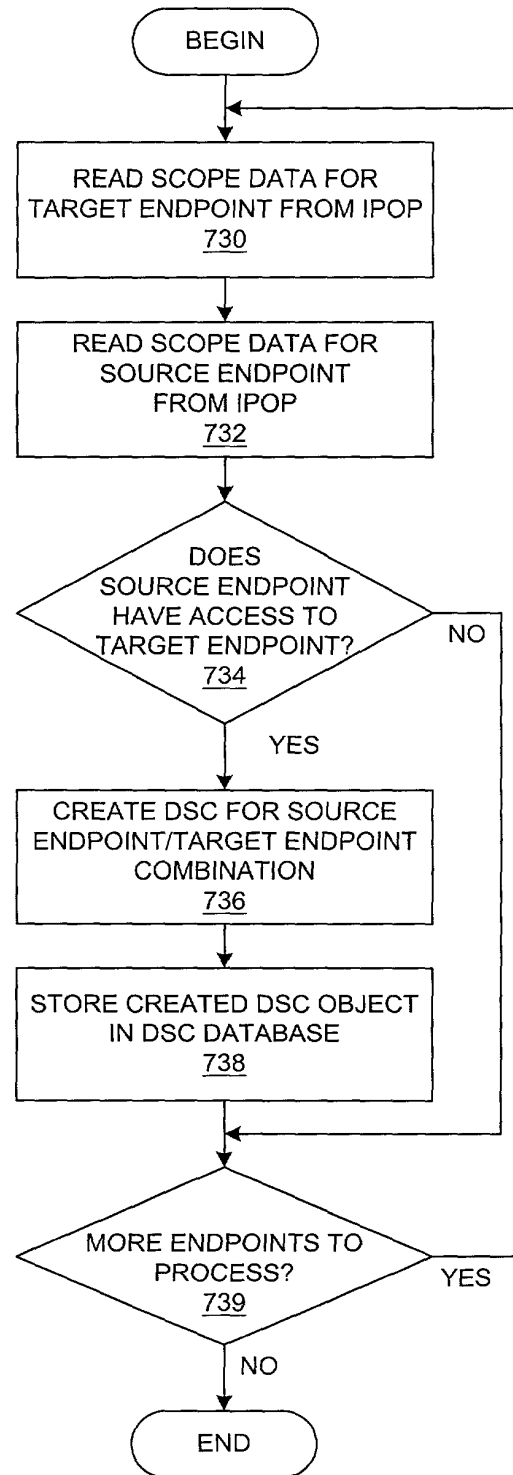 BEGIN
READ SCOPE DATA FOR
TARGET ENDPOINT FROM IPOP
730
READ SCOPE DATA FOR
SOURCE ENDPOINT
FROM IPOP
732
DOES
SOURCE ENDPOINT
HAVE ACCESS TO
TARGET ENDPOINT?
734
NO
YES
CREATE DSC FOR SOURCE
ENDPOINT/TARGET ENDPOINT
COMBINATION
736
STORE CREATED DSC OBJECT
IN DSC DATABASE
738
MORE ENDPOINTS TO
PROCESS?
739
YES
NO
END